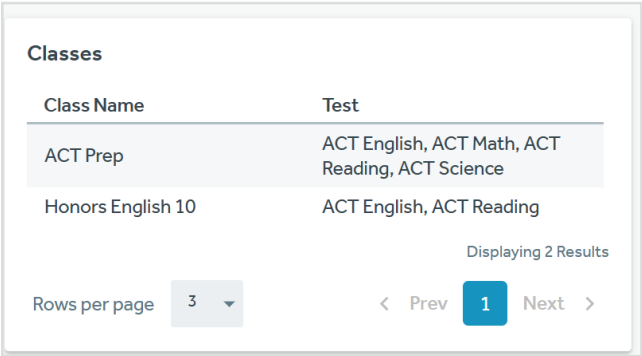 Classes
Class Name Test
ACT Prep ACT English, ACT Math, ACT
Reading, ACT Science
Honors English 10 ACT English, ACT Reading
Displaying 2 Results
Rows per page 3 Prev 1 Next